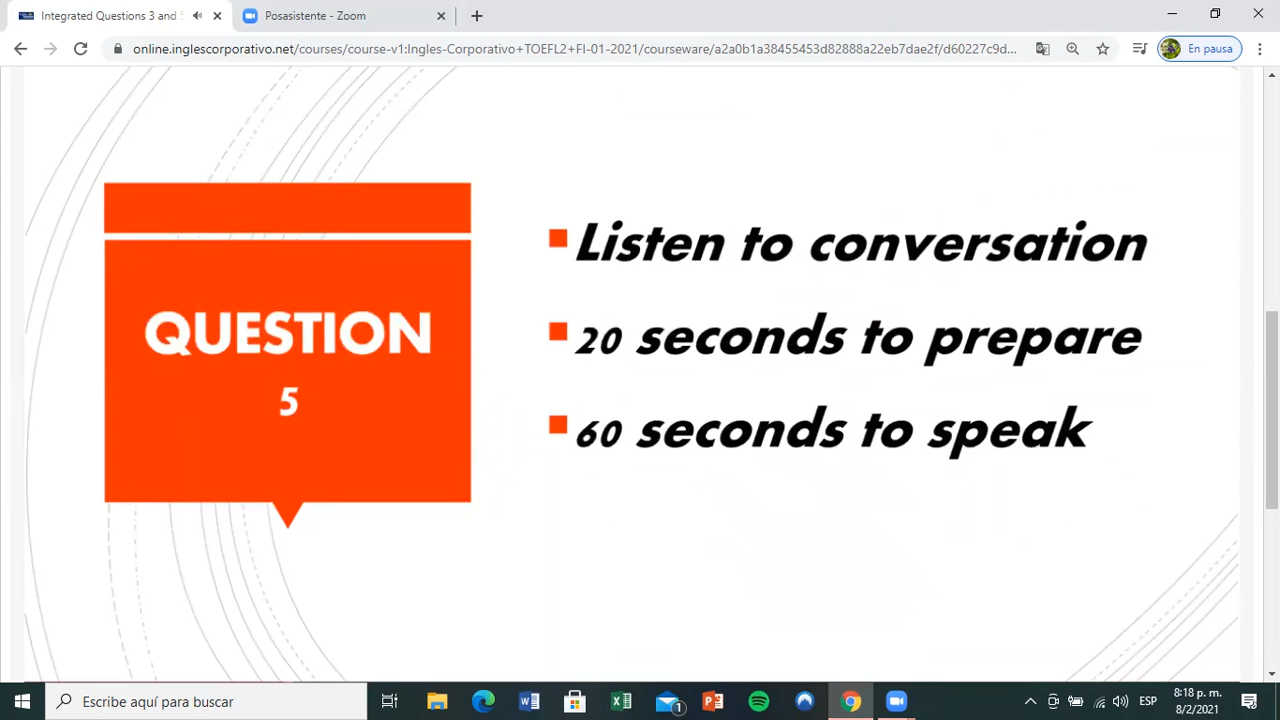 Integrated Questions 3 and 5
Posasistente - Zoom
online.inglescorporativo.net/courses/course-v1:Ingles-Corporativo+TOEFL2+FI-01-2021/courseware/a2a0b1a38455453d82888a22eb7dae2f/d60227c9d...
En pausa
QUESTION
5
Listen to conversation
20 seconds to prepare
60 seconds to speak
Escribe aquí para buscar
1
ESP
8:18 p. m.
8/2/2021